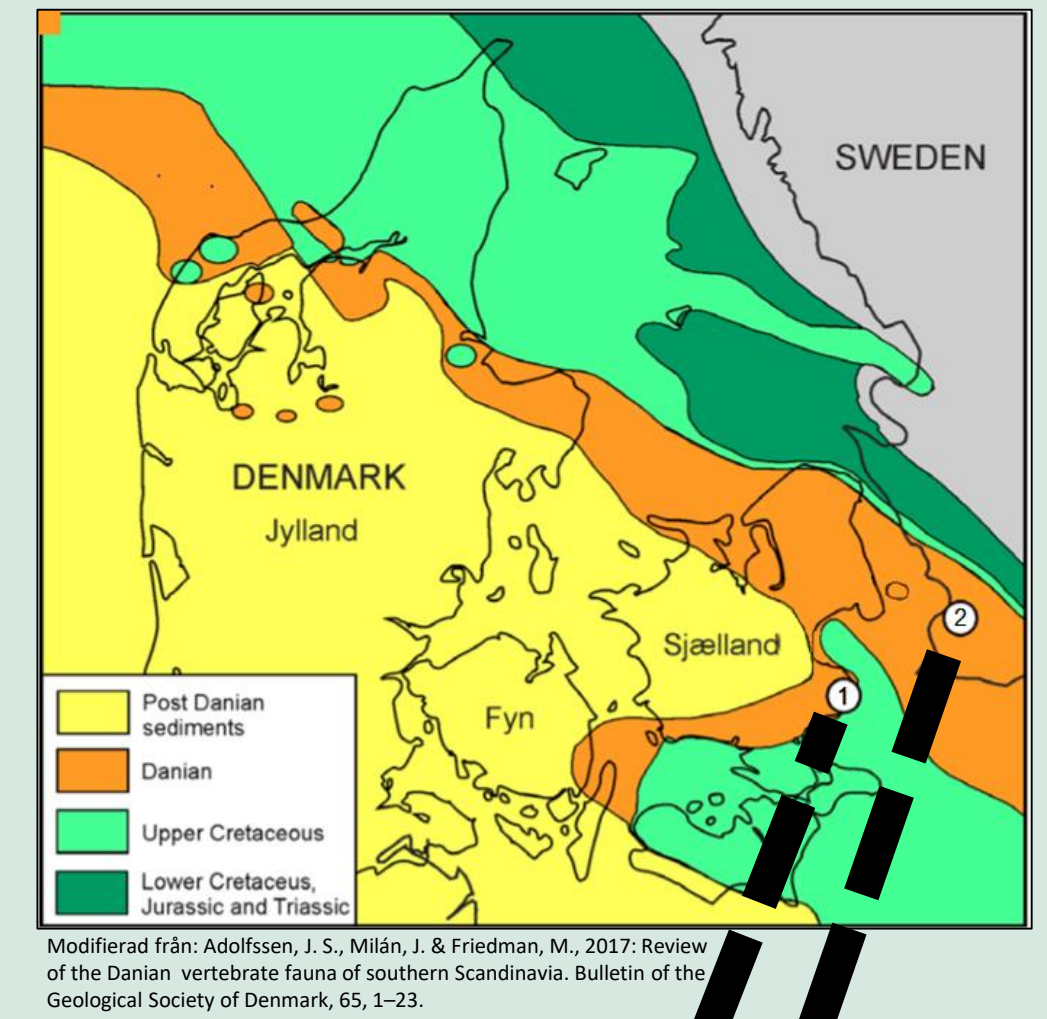 SWEDEN
DENMARK
Jylland
2
Sjælland
1
Fyn
Post Danian
sediments
Danian
Upper Cretaceous
Lower Cretaceus,
Jurassic and Triassic
Modifierad från: Adolfssen, J. S., Milán, J. & Friedman, M., 2017: Review
of the Danian vertebrate fauna of southern Scandinavia. Bulletin of the
Geological Society of Denmark, 65, 1–23.